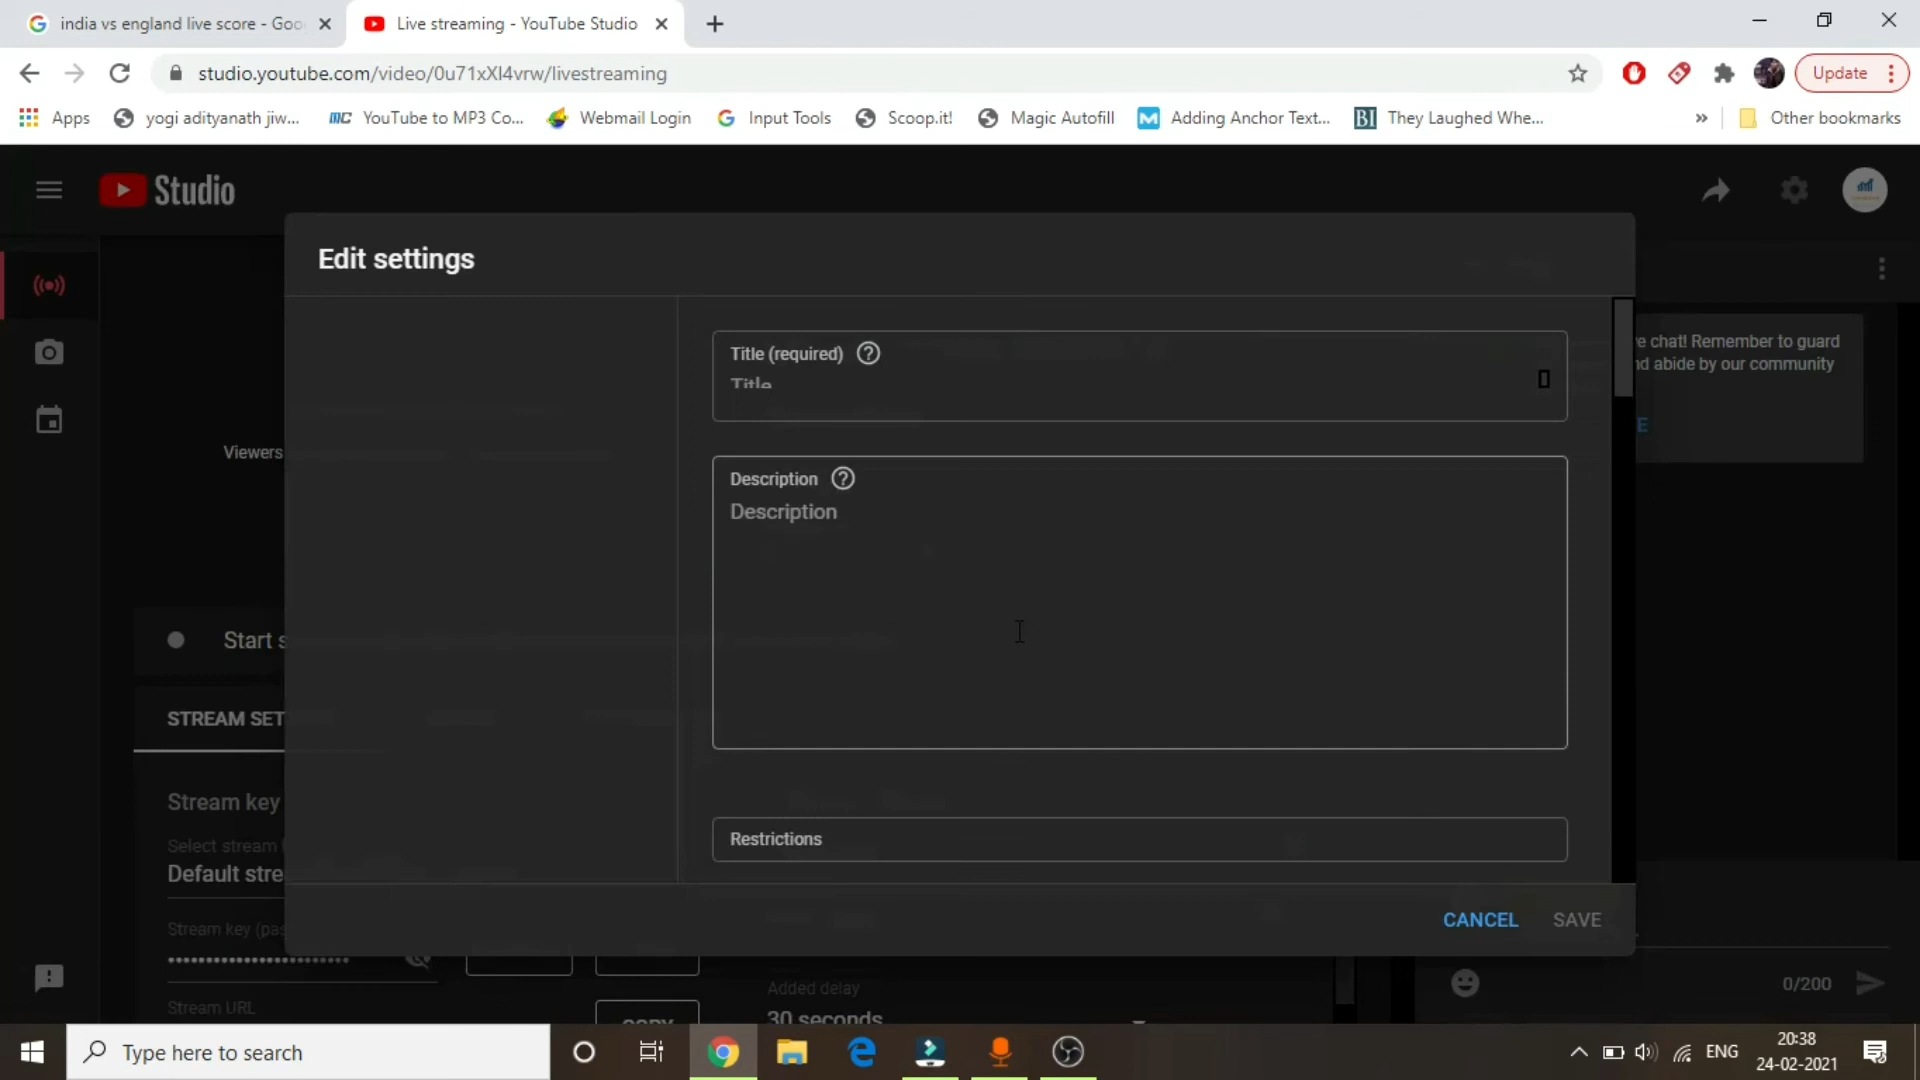 india vs england live score - Goo
Live streaming - YouTube Studio
studio.youtube.com/video/0u71xXl4vrw/livestreaming
Update
Apps
yogi adityanath jiw...
YouTube to MP3 Co...
Webmail Login
Input Tools
Scoop.it!
Magic Autofill
Adding Anchor Text...
BI They Laughed Whe...
»
Other bookmarks
Studio
Edit settings
Title (required)
Title
e chat! Remember to guard
nd abide by our community
E
Viewers
Description
Description
Start s
STREAM SET
Restrictions
Stream key
Select stream
Default stre
CANCEL
SAVE
Stream key (pas
Added delay
30 seconds
0/200
Stream URL
COPY
Type here to search
ENG
20:38
24-02-2021